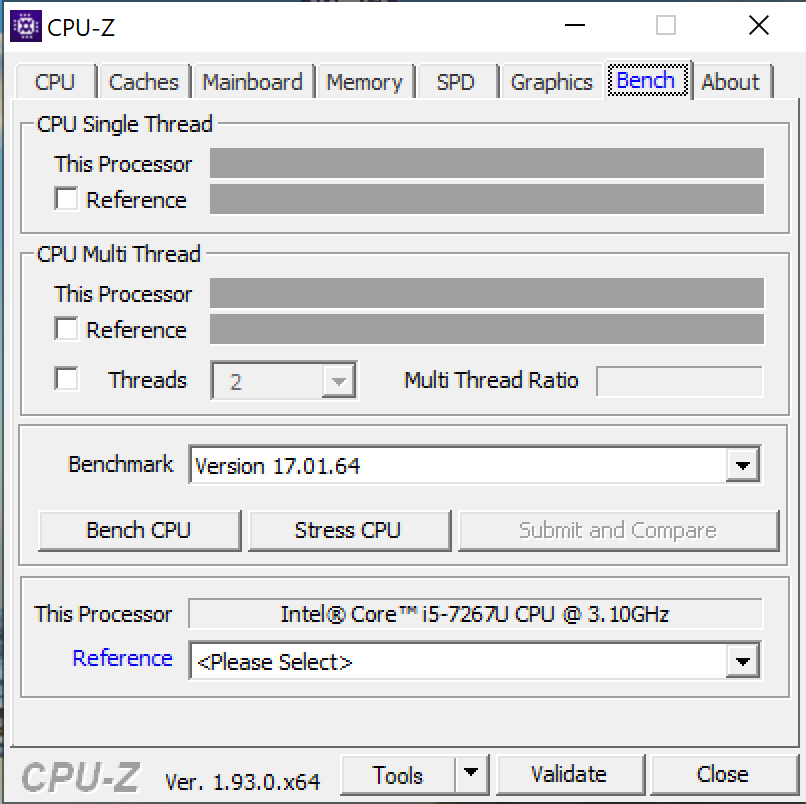 CPU-Z
CPU Caches Mainboard Memory SPD Graphics Bench About
CPU Single Thread
This Processor
Reference
CPU Multi Thread
This Processor
Reference
Threads 2 Multi Thread Ratio
Benchmark Version 17.01.64
Bench CPU Stress CPU Submit and Compare
This Processor Intel® Core™ i5-7267U CPU @ 3.10GHz
Reference <Please Select>
CPU-Z Ver. 1.93.0.x64 Tools Validate Close